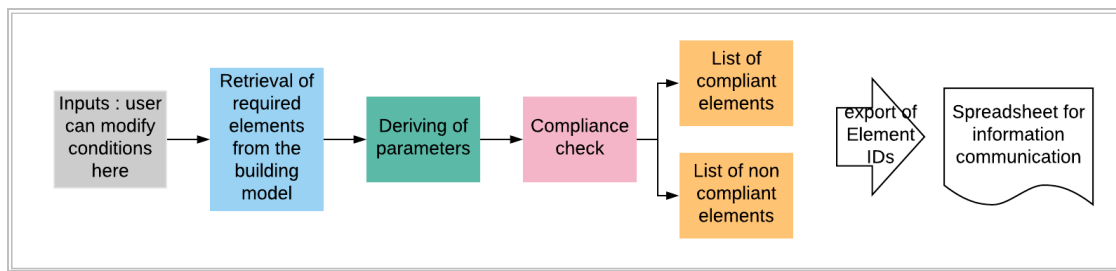 Inputs : user
can modify
conditions
here
Retrieval of
required
elements
from the
building
model
Deriving of
parameters
Compliance
check
List of
compliant
elements
List of non
compliant
elements
export of
Element
IDs
Spreadsheet for
information
communication